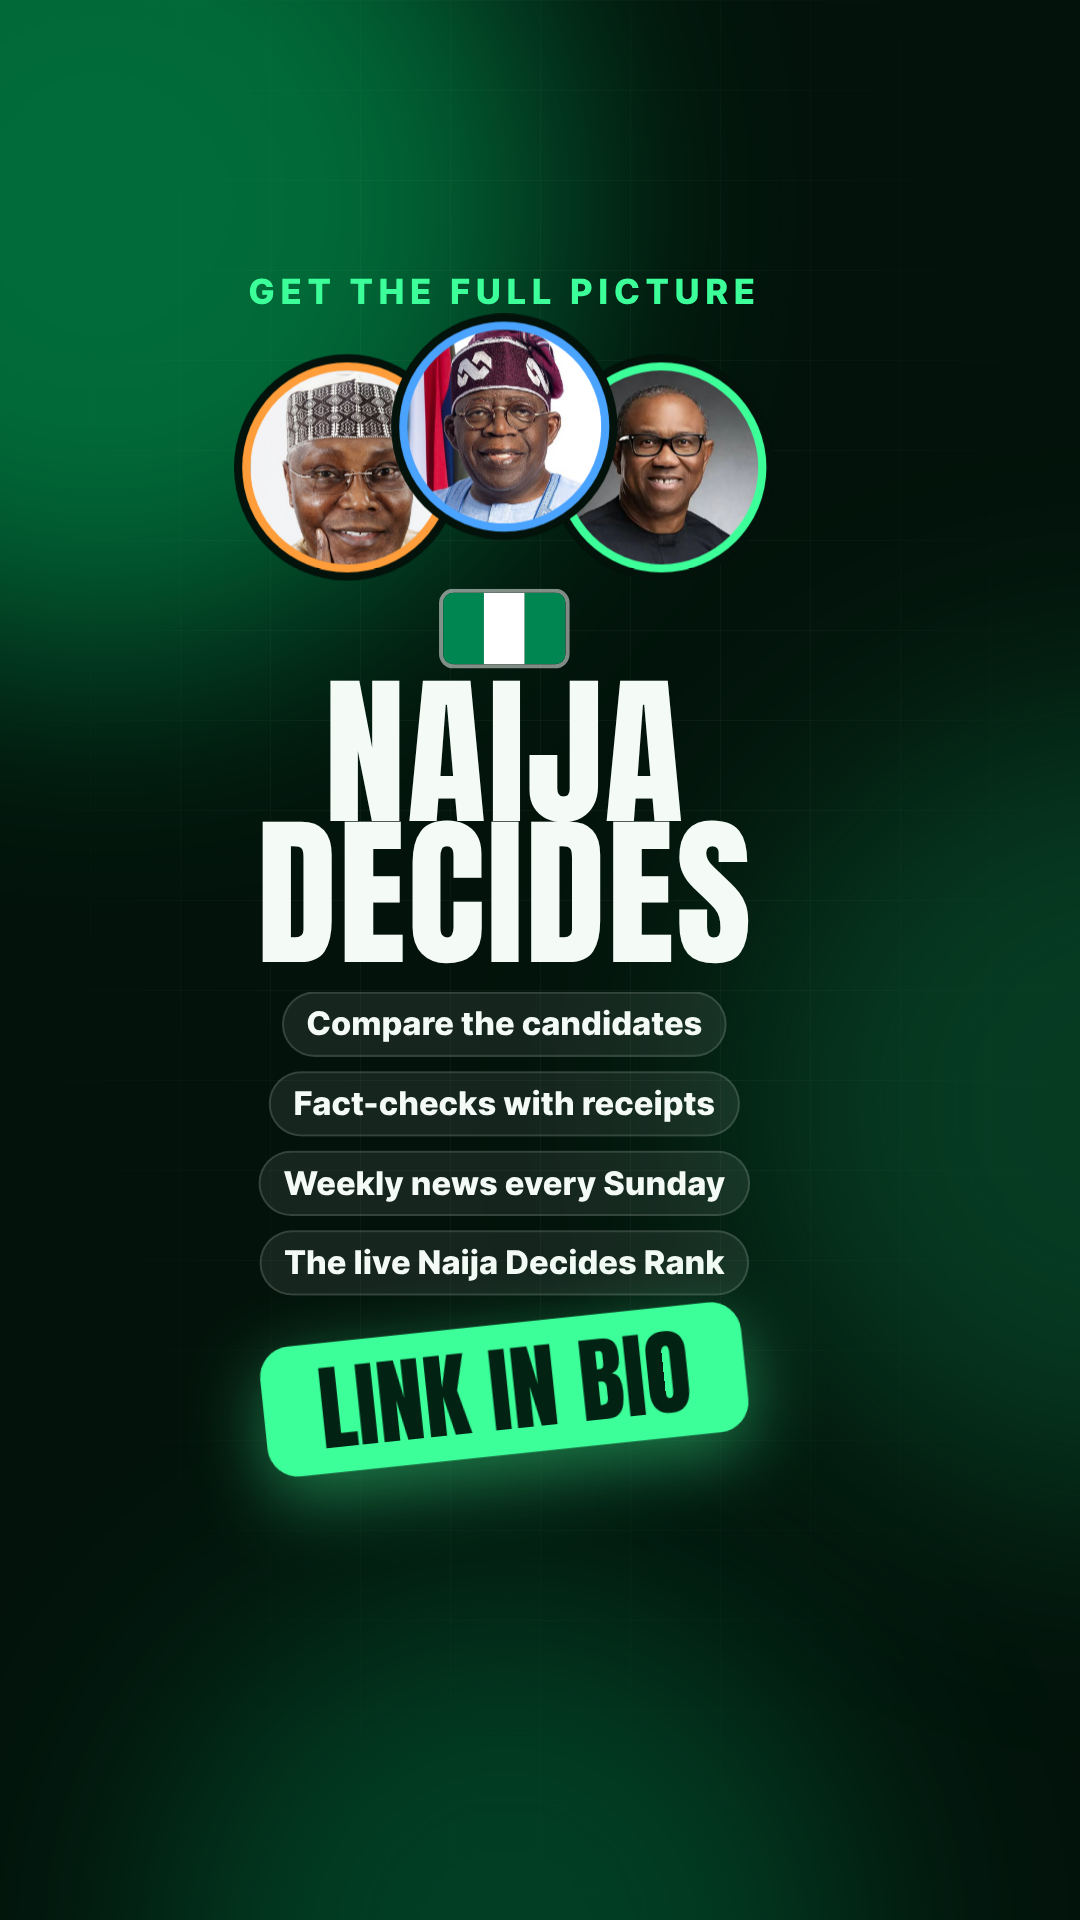 GET THE FULL PICTURE
NAIJA
DECIDES
Compare the candidates
Fact-checks with receipts
Weekly news every Sunday
The live Naija Decides Rank
LINK IN BIO